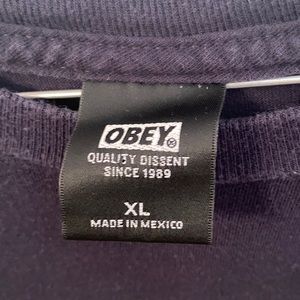 OBEY®
QUALITY DISSENT
SINCE 1989
XL
MADE IN MEXICO